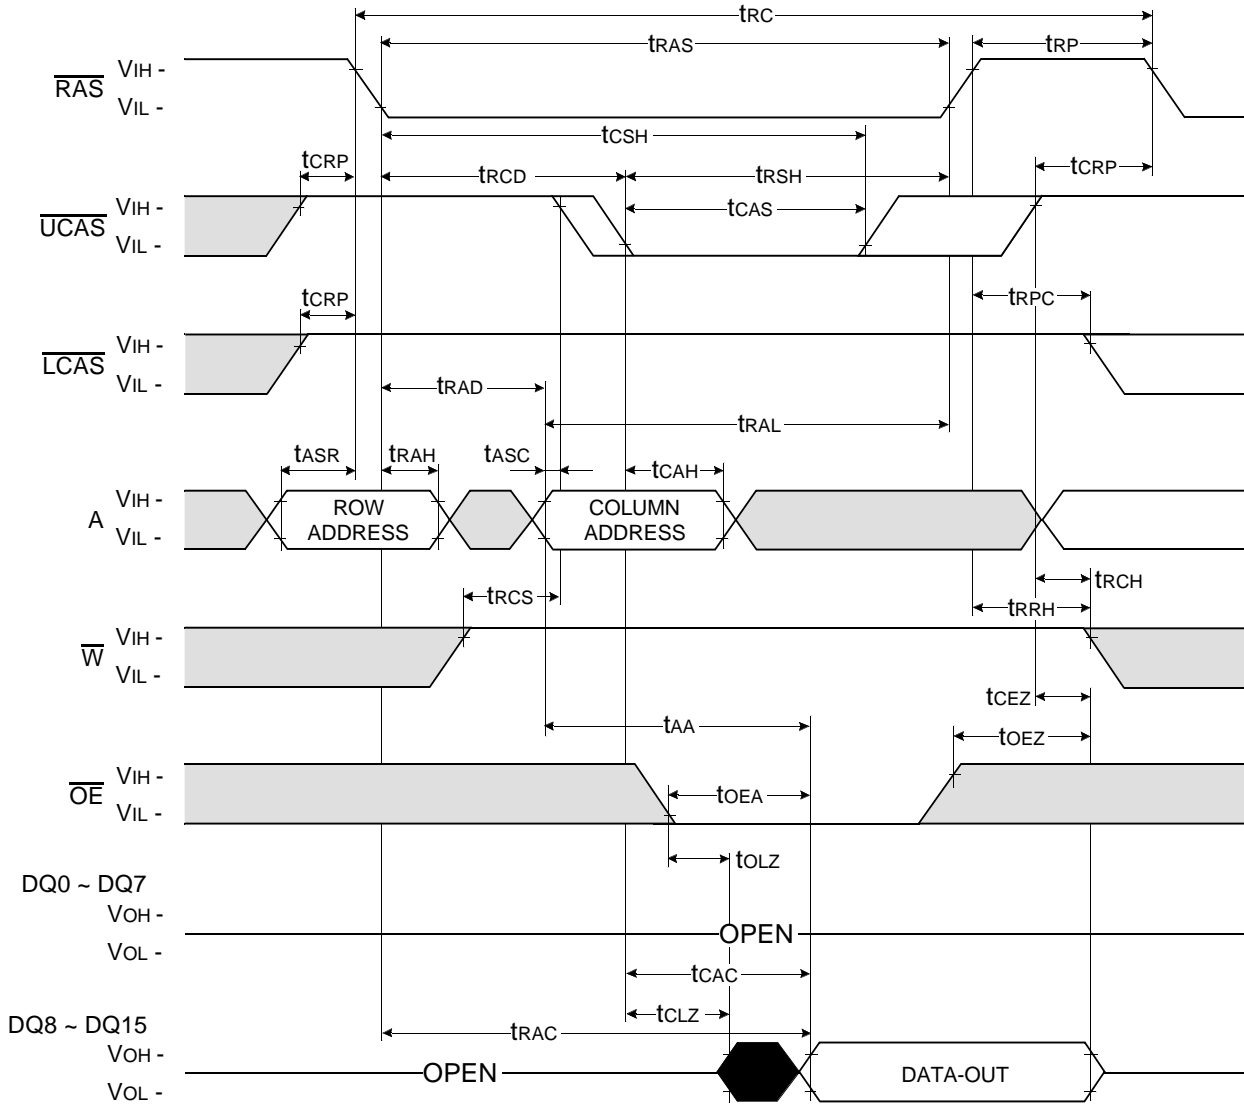 tRC
tRAS
tRP
RAS
VIH -
VIL -
tCSH
tCRP
tRCD
tRSH
tCRP
UCAS
VIH -
VIL -
tCAS
tCRP
tRPC
LCAS
VIH -
VIL -
tRAD
tRAL
tASR
tRAH
tASC
tCAH
A
VIH -
VIL -
ROW
ADDRESS
COLUMN
ADDRESS
tRCS
tRCH
tRRH
W
VIH -
VIL -
tCEZ
tAA
tOEZ
OE
VIH -
VIL -
tOEA
tOLZ
DQ0 ~ DQ7
VOH -
VOL -
OPEN
tCAC
tCLZ
DQ8 ~ DQ15
tRAC
VOH -
VOL -
OPEN
DATA-OUT